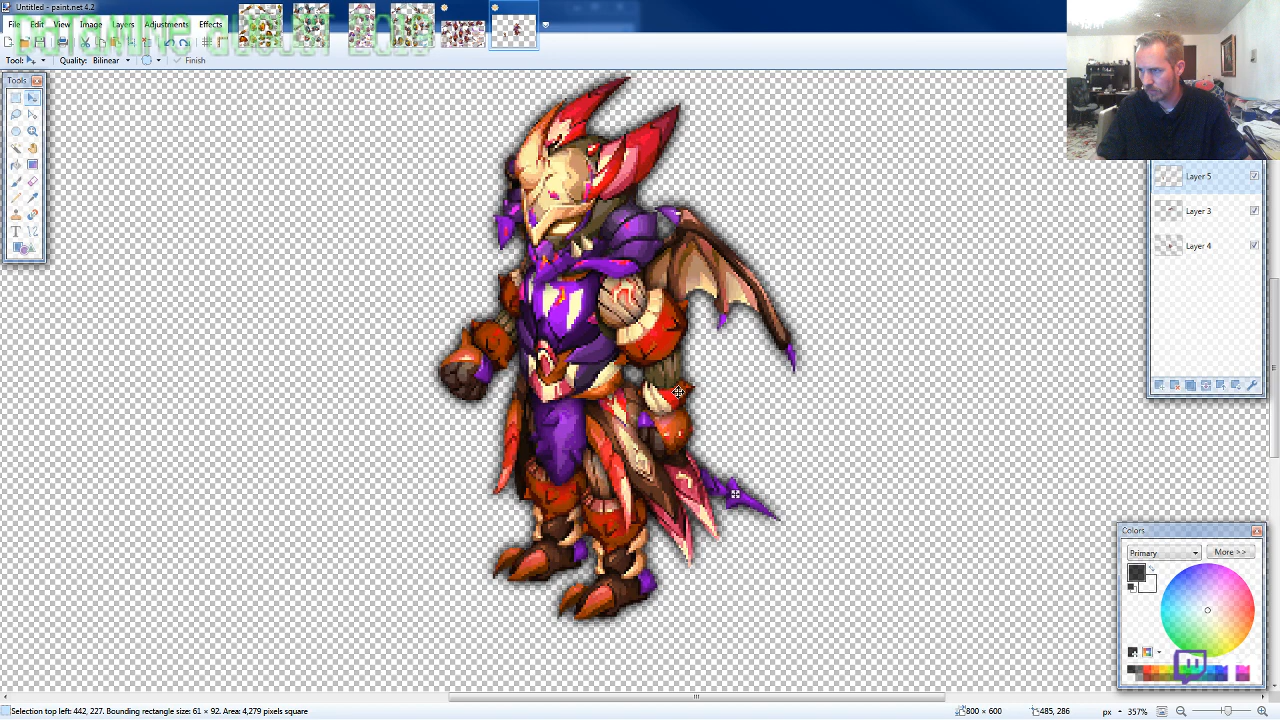 Untitled - paint.net 4.2
File Edit View Image Layers Adjustments Effects
Tool: Quality: Bilinear Finish
Tools
Layer 5
Layer 3
Layer 4
Colors
Primary More >>
Selection top left: 442, 227. Bounding rectangle size: 61 × 92. Area: 4,279 pixels square 800 × 600 485, 286 px 357%